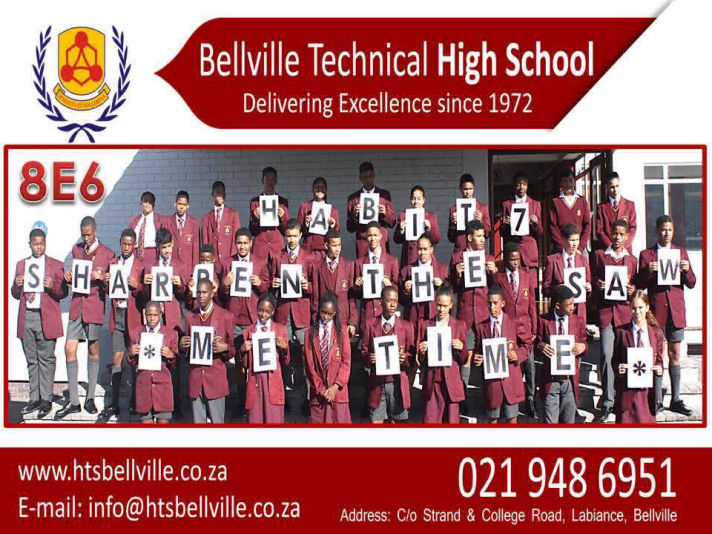 Bellville Technical High School
Delivering Excellence since 1972
8E6
HABIT 7
SHARPEN THE SAW
*ME TIME*
www.htsbellville.co.za
E-mail: info@htsbellville.co.za
021 948 6951
Address: C/o Strand & College Road, Labiance, Bellville